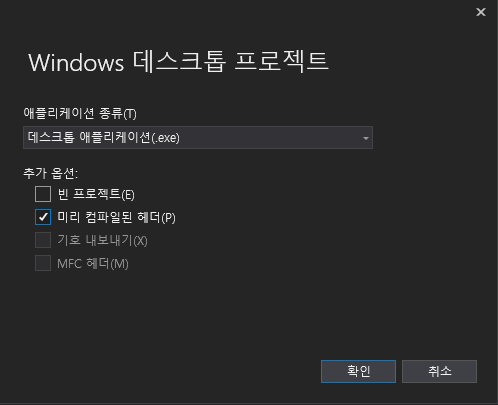 Windows 데스크톱 프로젝트
애플리케이션 종류(T)
데스크톱 애플리케이션(.exe)
추가 옵션:
빈 프로젝트(E)
미리 컴파일된 헤더(P)
기호 내보내기(X)
MFC 헤더(M)
확인 취소